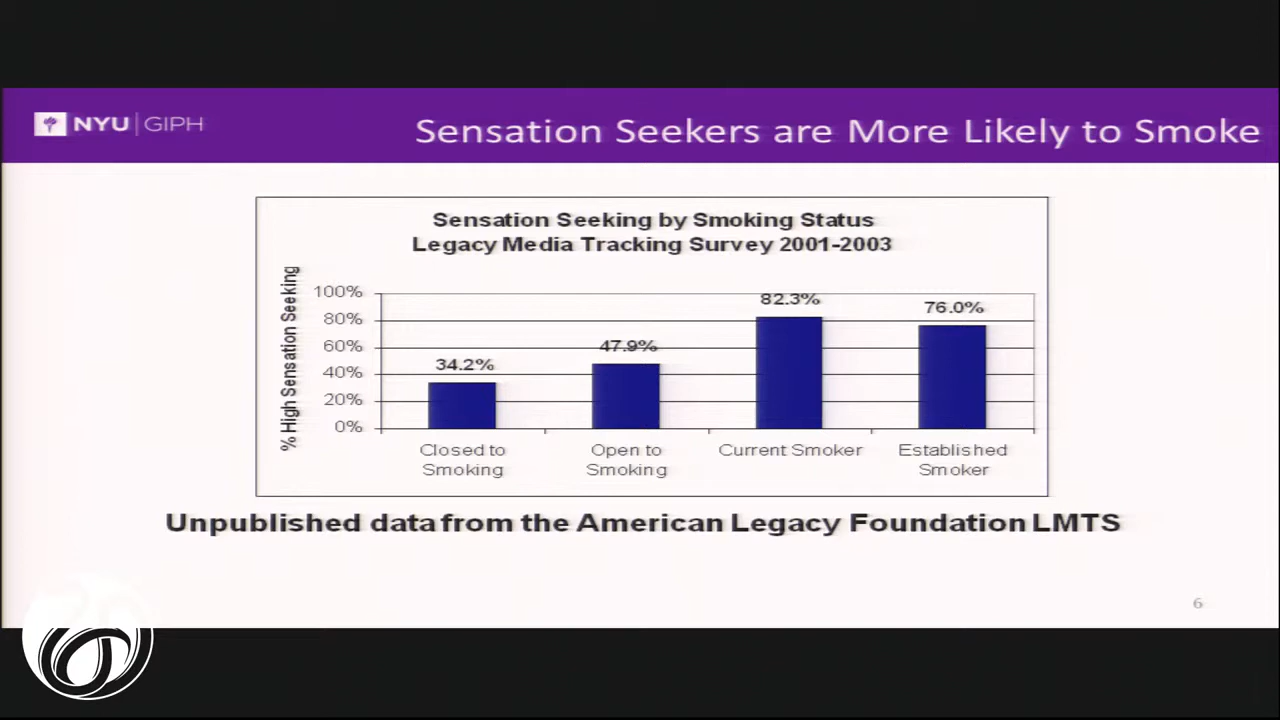 NYU | GIPH
Sensation Seekers are More Likely to Smoke
Sensation Seeking by Smoking Status
Legacy Media Tracking Survey 2001-2003
% High Sensation Seeking
100%
80%
60%
40%
20%
0%
34.2%
47.9%
82.3%
76.0%
Closed to
Smoking
Open to
Smoking
Current Smoker
Established
Smoker
Unpublished data from the American Legacy Foundation LMTS
6